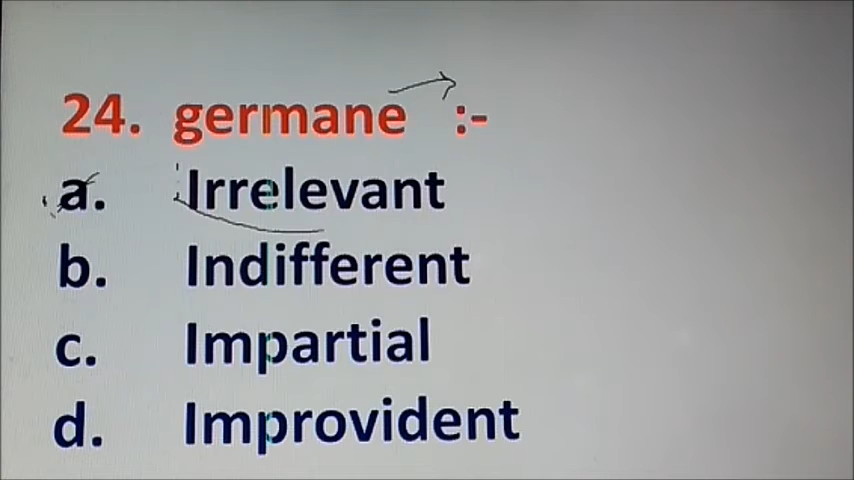 24. germane :-
a. Irrelevant
b. Indifferent
c. Impartial
d. Improvident